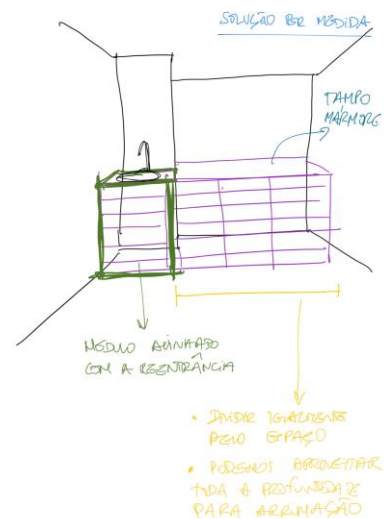 SOLUÇÃO POR MEDIDA
TAMPO
MÁRMORE
MÓDULO ALINHADO
COM A REENTRÂNCIA
• DIVIDIR IGUALMENTE
PELO ESPAÇO
• PODEMOS APROVEITAR
TODA A PROFUNDIDADE
PARA ARRUMAÇÃO